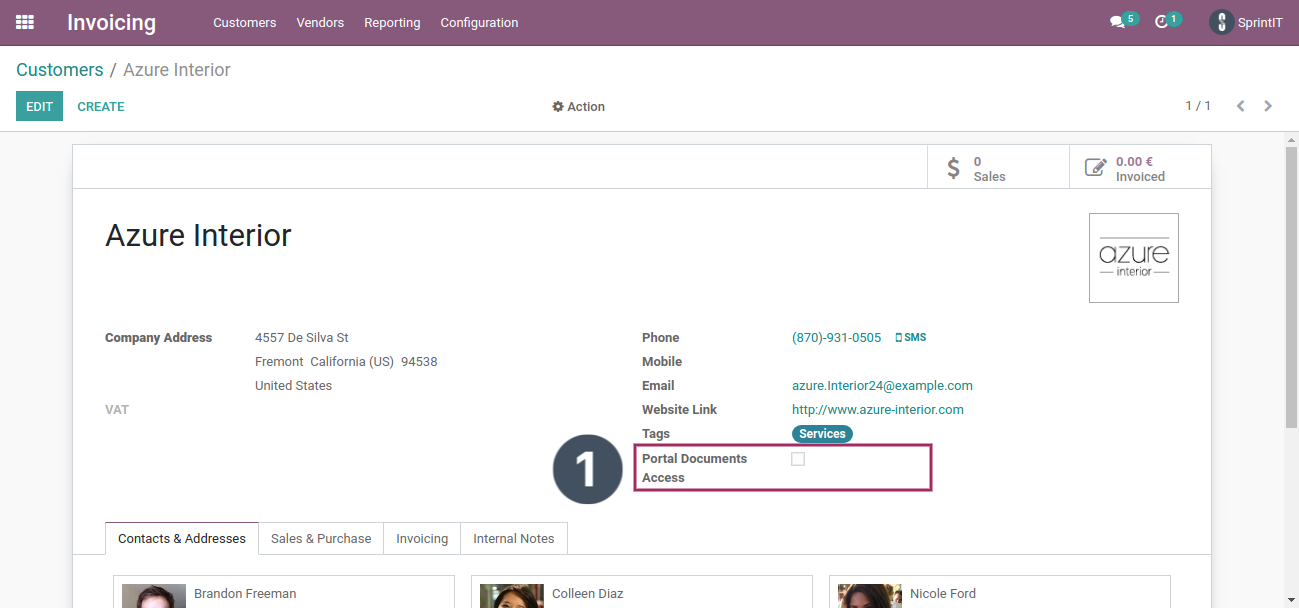 Invoicing Customers Vendors Reporting Configuration 5 1 SprintIT
Customers / Azure Interior
EDIT CREATE Action 1 / 1
0
Sales
0.00 €
Invoiced
Azure Interior
azure
interior
Company Address 4557 De Silva St
Fremont California (US) 94538
United States
VAT
Phone (870)-931-0505 SMS
Mobile
Email azure.Interior24@example.com
Website Link http://www.azure-interior.com
Tags Services
1
Portal Documents
Access
Contacts & Addresses Sales & Purchase Invoicing Internal Notes
Brandon Freeman Colleen Diaz Nicole Ford